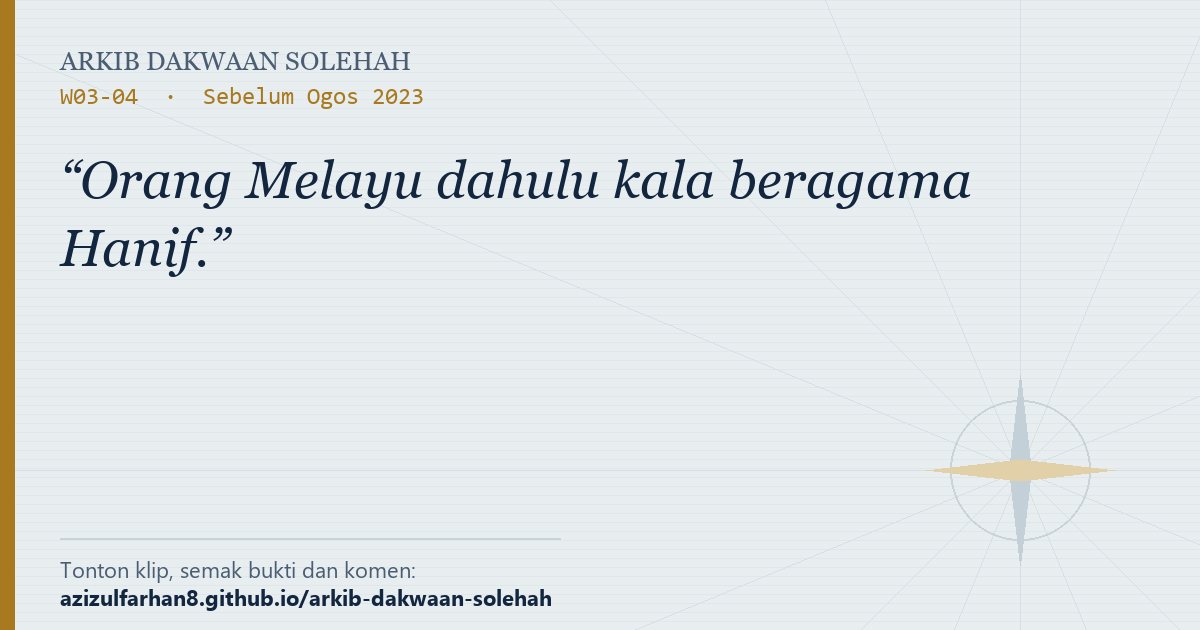 ARKIB DAKWAAN SOLEHAH
W03-04 · Sebelum Ogos 2023
“Orang Melayu dahulu kala beragama
Hanif.”
Tonton klip, semak bukti dan komen:
azizulfarhan8.github.io/arkib-dakwaan-solehah